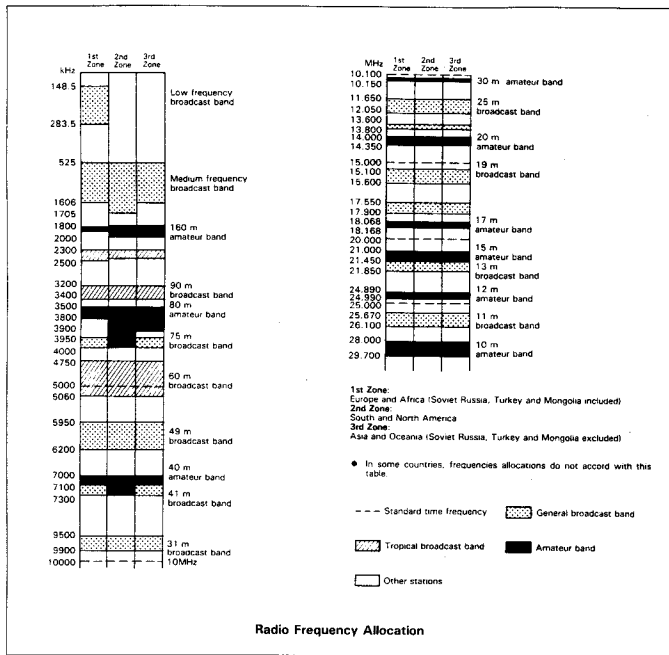 1st Zone 2nd Zone 3rd Zone
kHz
148.5
Low frequency
broadcast band
283.5
525
Medium frequency
broadcast band
1606
1705
1800
160 m
2000
amateur band
2300
2500
3200
90 m
3400
broadcast band
3500
80 m
3800
amateur band
3900
3950
75 m
4000
broadcast band
4750
60 m
5000
broadcast band
5060
5950
49 m
broadcast band
6200
7000
40 m
amateur band
7100
41 m
7300
broadcast band
9500
31 m
9900
broadcast band
10000
10MHz
1st Zone 2nd Zone 3rd Zone
MHz
10.100
10.150
30 m amateur band
11.650
25 m
12.050
broadcast band
13.600
13.800
14.000
20 m
14.350
amateur band
15.000
19 m
15.100
broadcast band
15.600
17.550
17.900
18.068
17 m
18.168
amateur band
20.000
21.000
15 m
amateur band
21.450
13 m
21.850
broadcast band
24.890
12 m
24.990
amateur band
25.000
25.670
11 m
26.100
broadcast band
28.000
10 m
29.700
amateur band
1st Zone:
Europe and Africa (Soviet Russia, Turkey and Mongolia included)
2nd Zone:
South and North America
3rd Zone:
Asia and Oceania (Soviet Russia, Turkey and Mongolia excluded)
● In some countries, frequencies allocations do not accord with this
table.
Standard time frequency
General broadcast band
Tropical broadcast band
Amateur band
Other stations
Radio Frequency Allocation